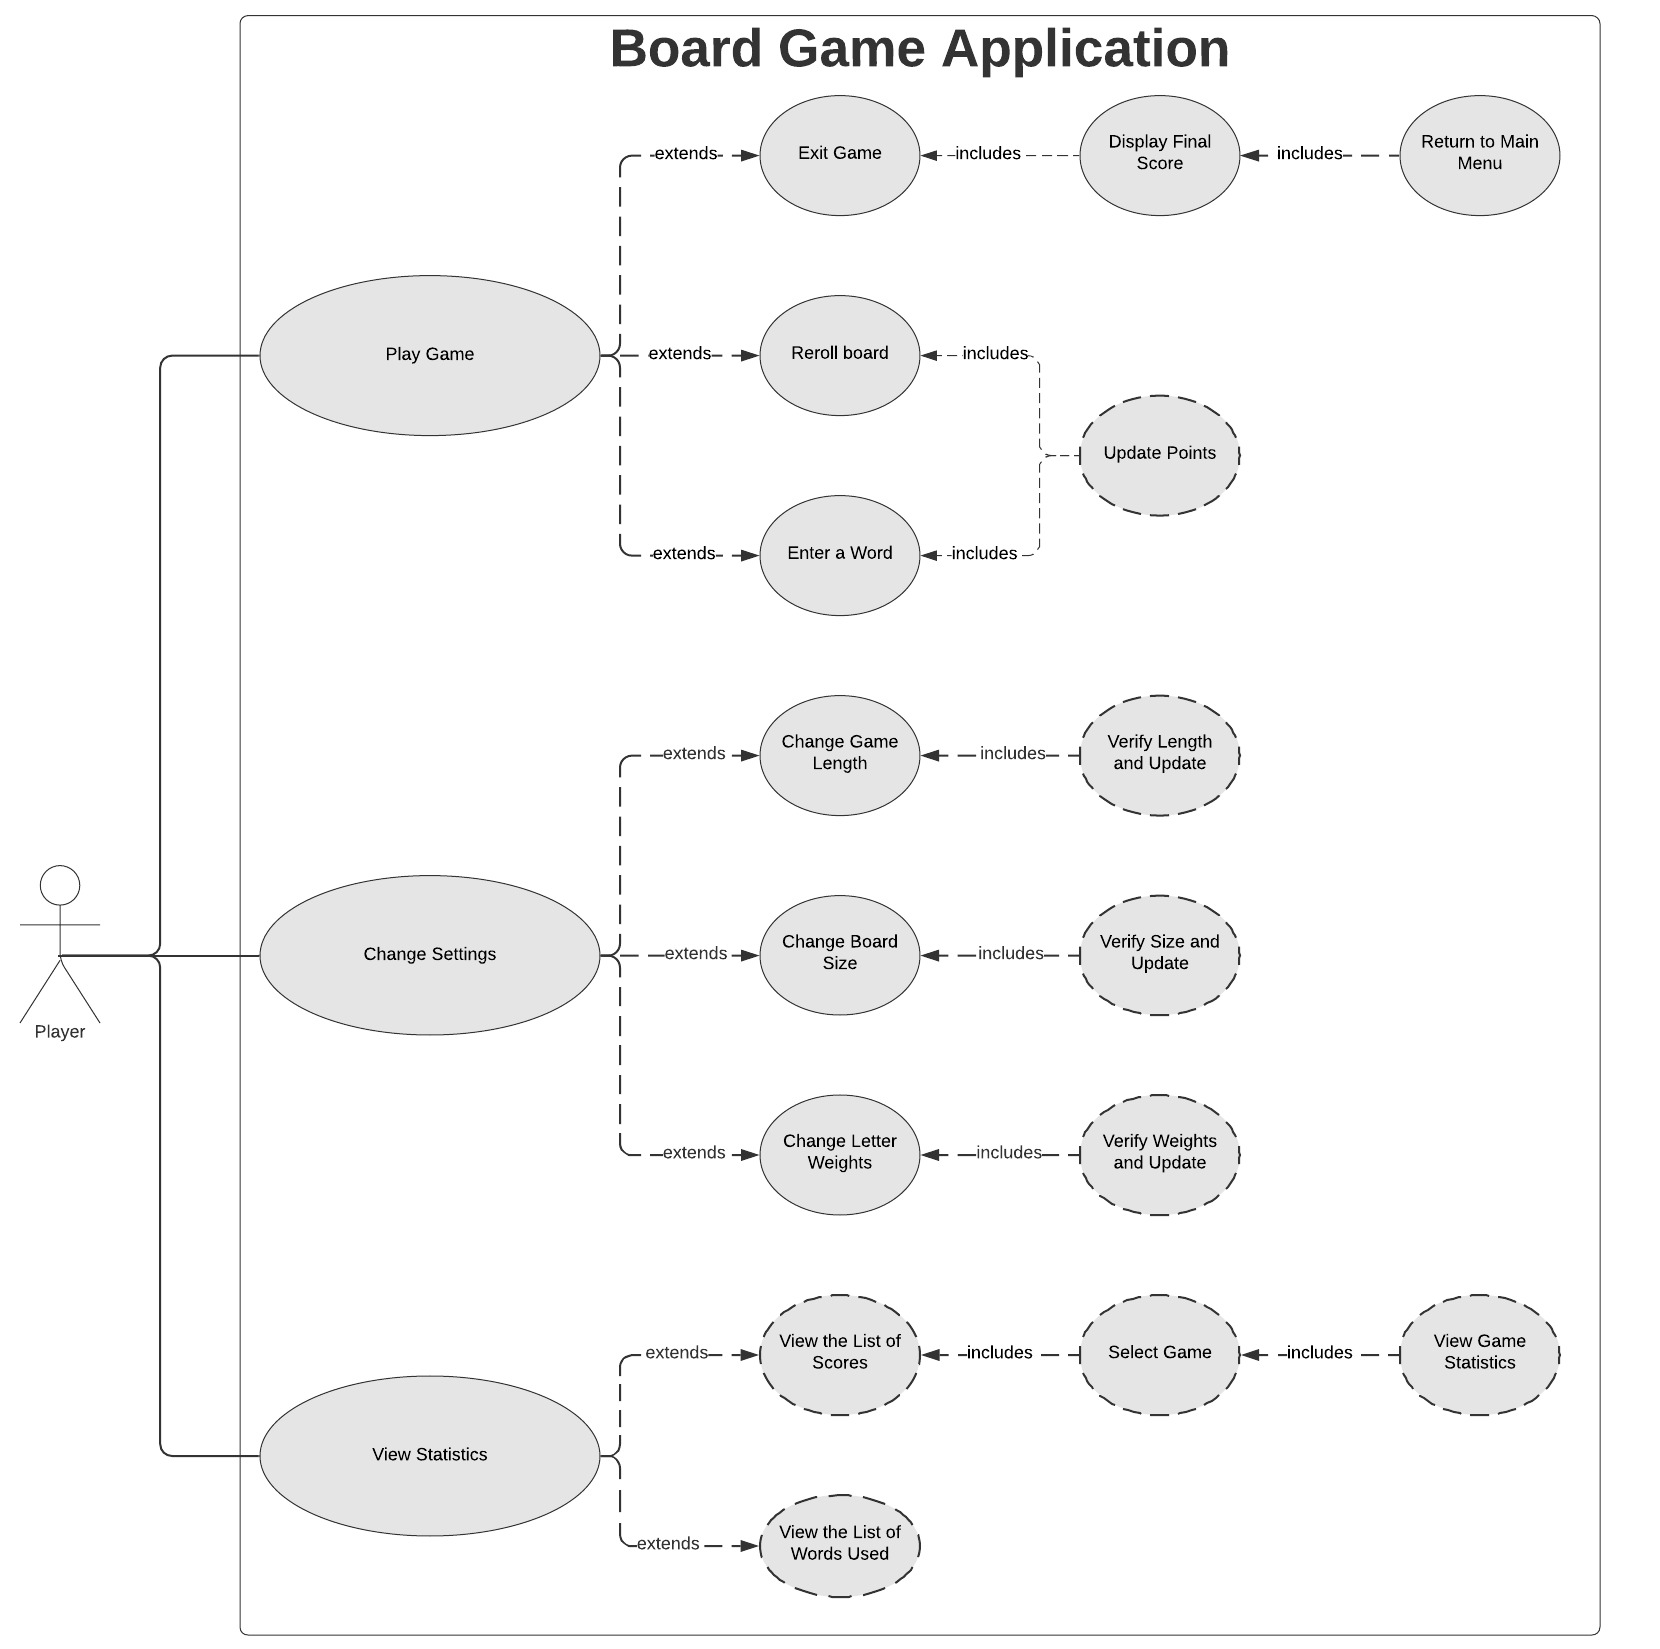 Board Game Application
extends
Exit Game
includes
Display Final
Score
includes
Return to Main
Menu
Play Game
extends
Reroll board
includes
Update Points
extends
Enter a Word
includes
extends
Change Game
Length
includes
Verify Length
and Update
Player
Change Settings
extends
Change Board
Size
includes
Verify Size and
Update
extends
Change Letter
Weights
includes
Verify Weights
and Update
extends
View the List of
Scores
includes
Select Game
includes
View Game
Statistics
View Statistics
extends
View the List of
Words Used